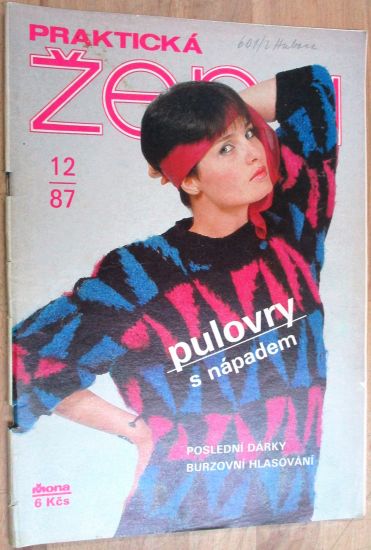 PRAKTICKÁ
žena
12
87
pulovry
s nápadem
POSLEDNÍ DÁRKY
BURZOVNÍ HLASOVÁNÍ
mona
6 Kčs